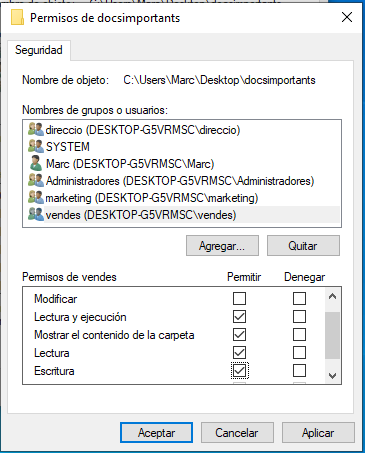 Permisos de docsimportants
Seguridad
Nombre de objeto: C:\Users\Marc\Desktop\docsimportants
Nombres de grupos o usuarios:
direccio (DESKTOP-G5VRMSC\direccio)
SYSTEM
Marc (DESKTOP-G5VRMSC\Marc)
Administradores (DESKTOP-G5VRMSC\Administradores)
marketing (DESKTOP-G5VRMSC\marketing)
vendes (DESKTOP-G5VRMSC\vendes)
Agregar... Quitar
Permisos de vendes Permitir Denegar
Modificar
Lectura y ejecución
Mostrar el contenido de la carpeta
Lectura
Escritura
Aceptar Cancelar Aplicar